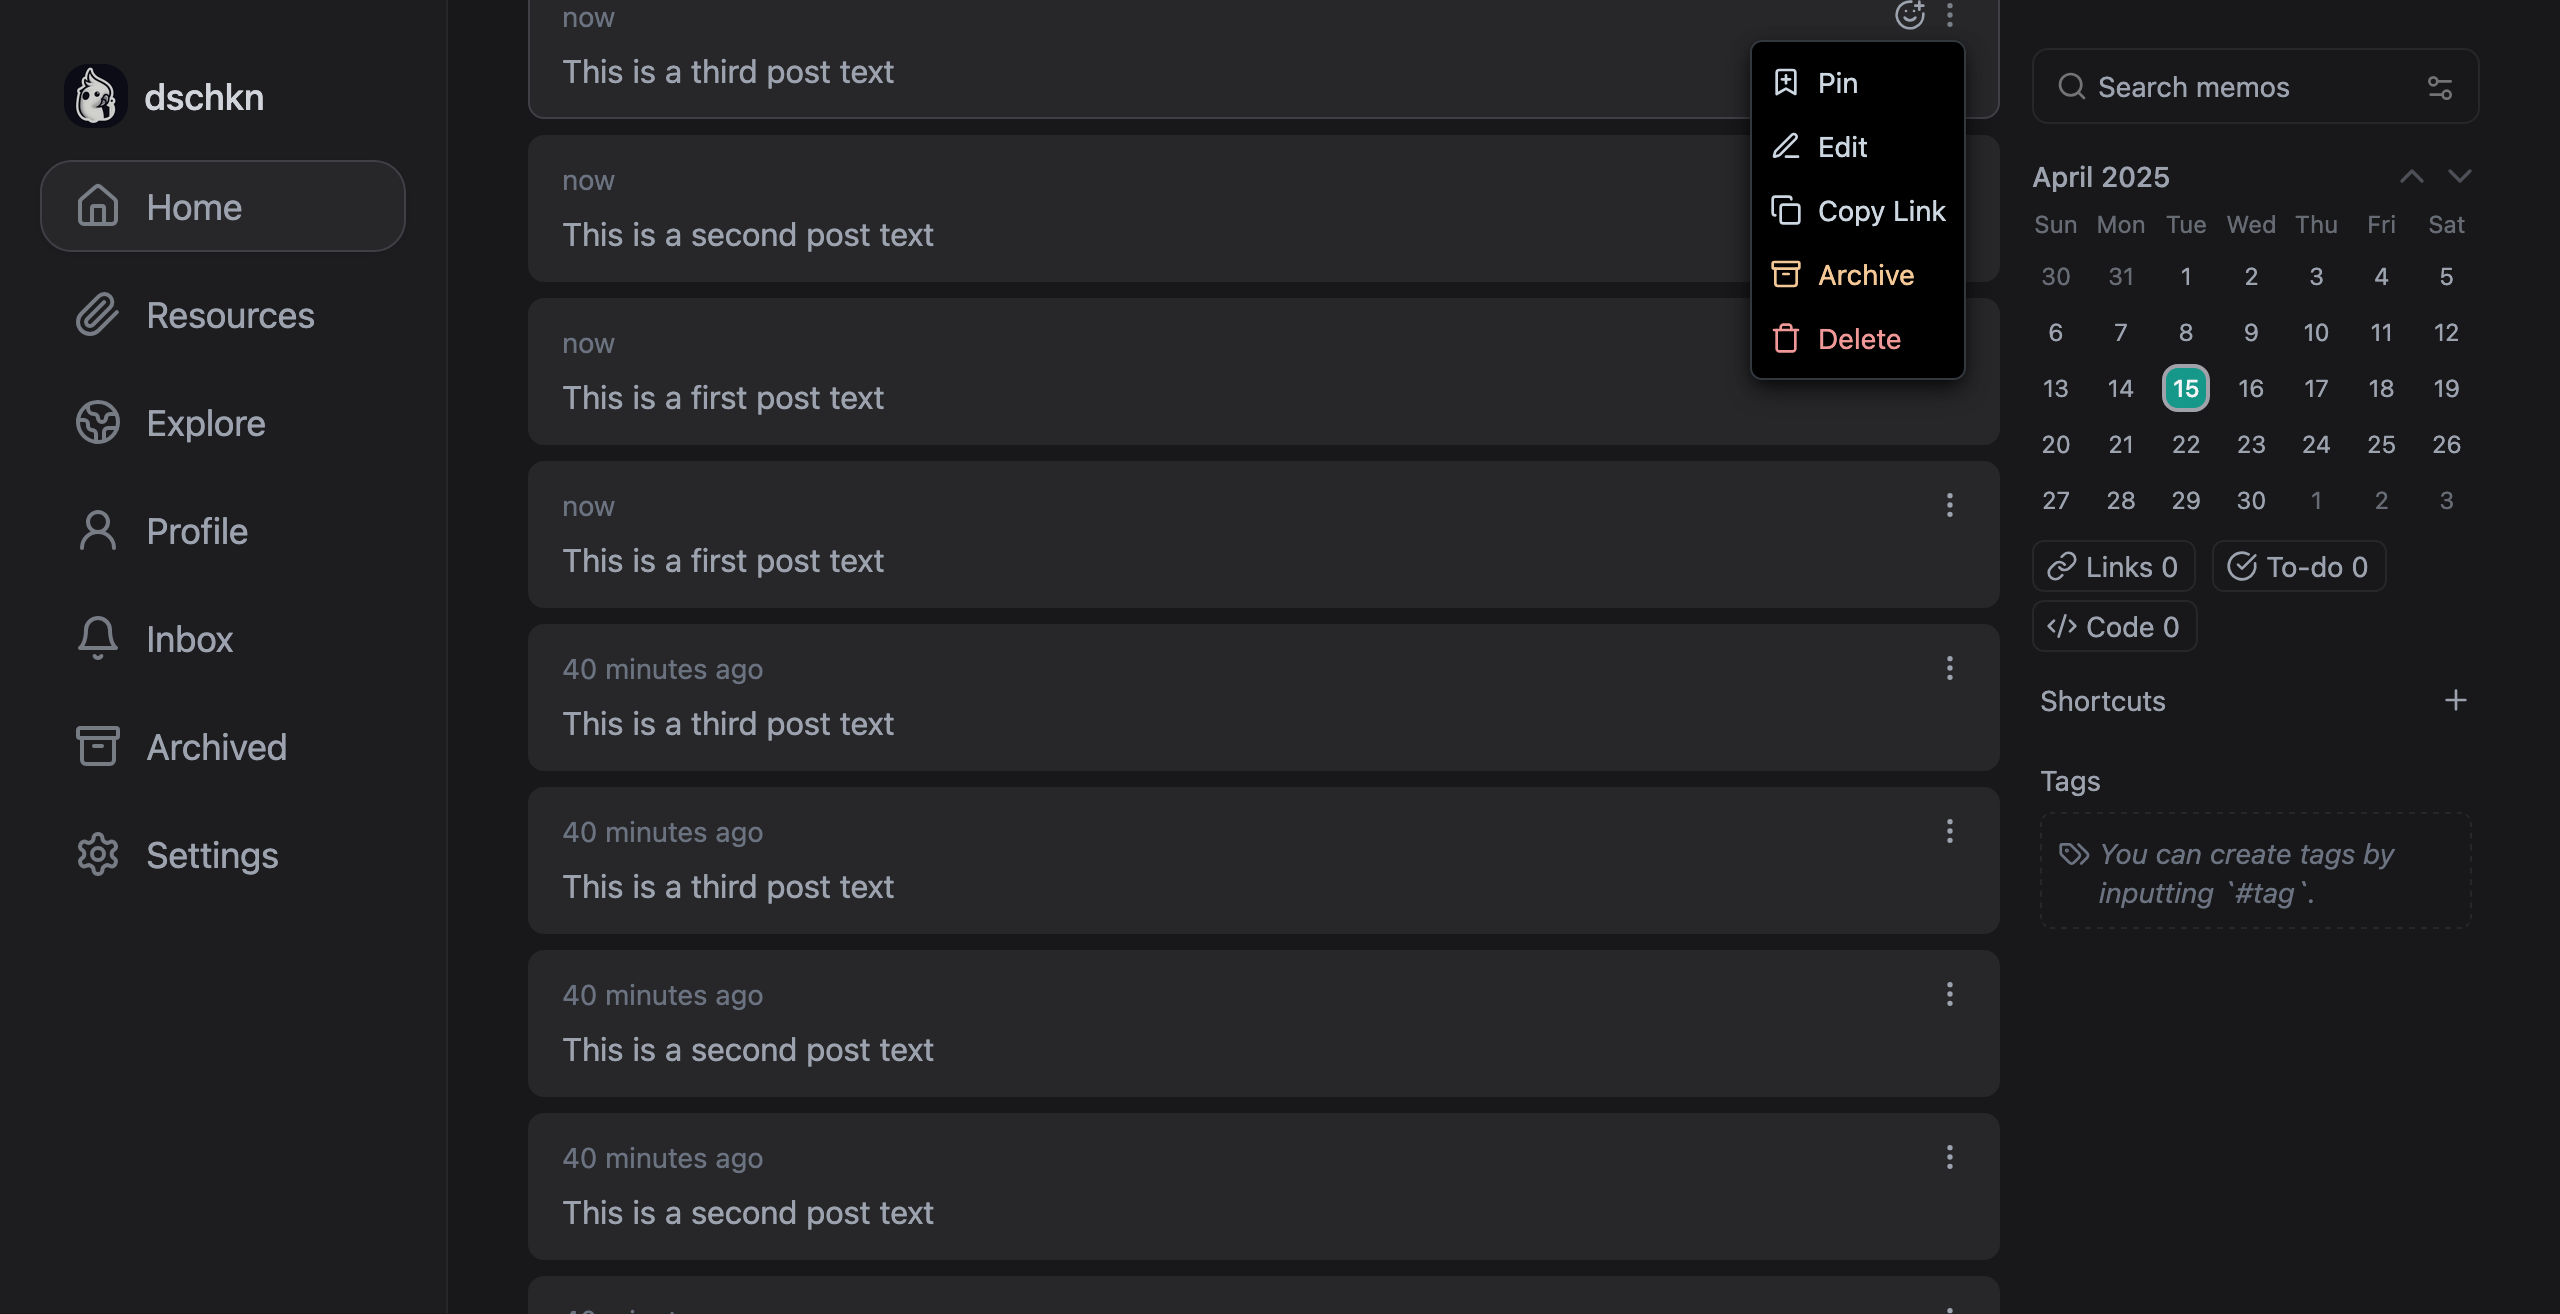 dschkn
Home
Resources
Explore
Profile
Inbox
Archived
Settings
now
This is a third post text
now
This is a second post text
now
This is a first post text
now
This is a first post text
40 minutes ago
This is a third post text
40 minutes ago
This is a third post text
40 minutes ago
This is a second post text
40 minutes ago
This is a second post text
Pin
Edit
Copy Link
Archive
Delete
Search memos
April 2025
Sun Mon Tue Wed Thu Fri Sat
30 31 1 2 3 4 5
6 7 8 9 10 11 12
13 14 15 16 17 18 19
20 21 22 23 24 25 26
27 28 29 30 1 2 3
Links 0 To-do 0
Code 0
Shortcuts
Tags
You can create tags by
inputting `#tag`.